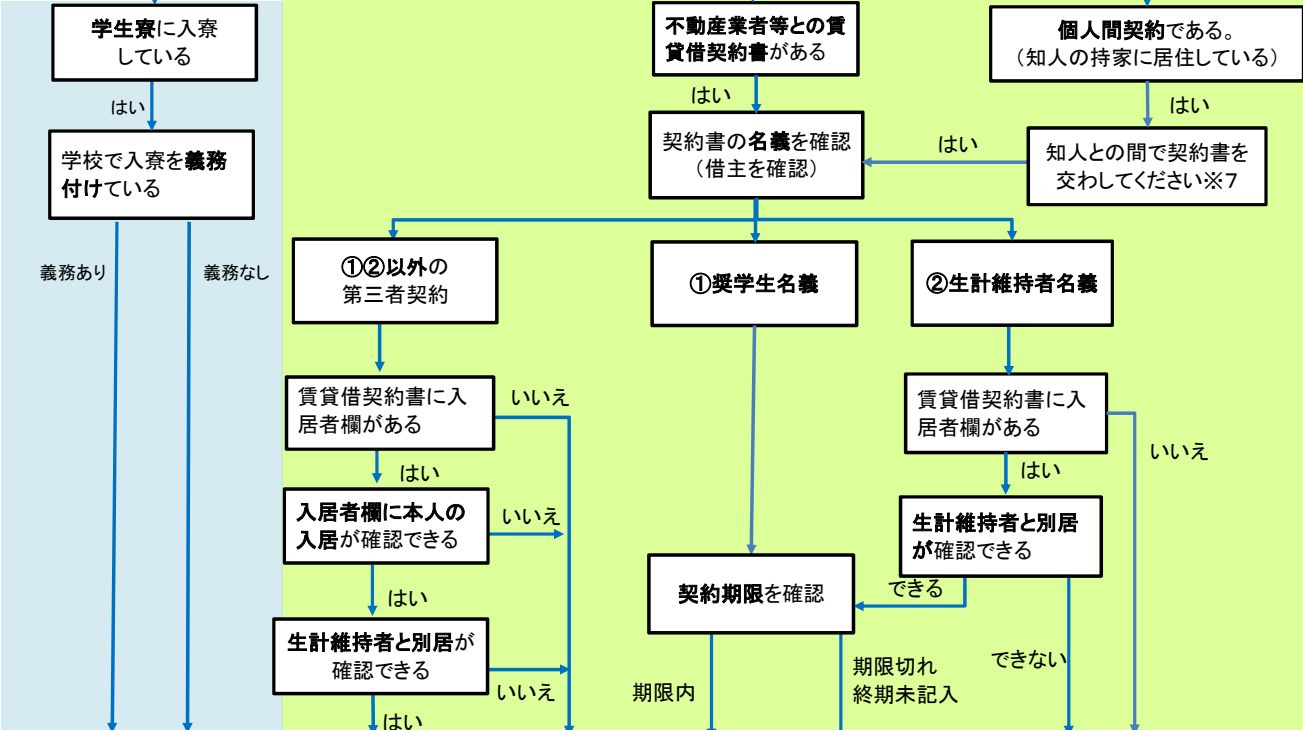 学生寮に入寮
している
不動産業者等との賃
貸借契約書がある
個人間契約である。
（知人の持家に居住している）
はい
はい
はい
学校で入寮を義務
付けている
契約書の名義を確認
（借主を確認）
はい
知人との間で契約書を
交わしてください※７
義務あり
義務なし
①②以外の
第三者契約
①奨学生名義
②生計維持者名義
賃貸借契約書に入
居者欄がある
いいえ
賃貸借契約書に入
居者欄がある
いいえ
はい
はい
入居者欄に本人の
入居が確認できる
いいえ
生計維持者と別居
が確認できる
はい
契約期限を確認
できる
生計維持者と別居が
確認できる
いいえ
期限内
期限切れ
終期未記入
できない
はい